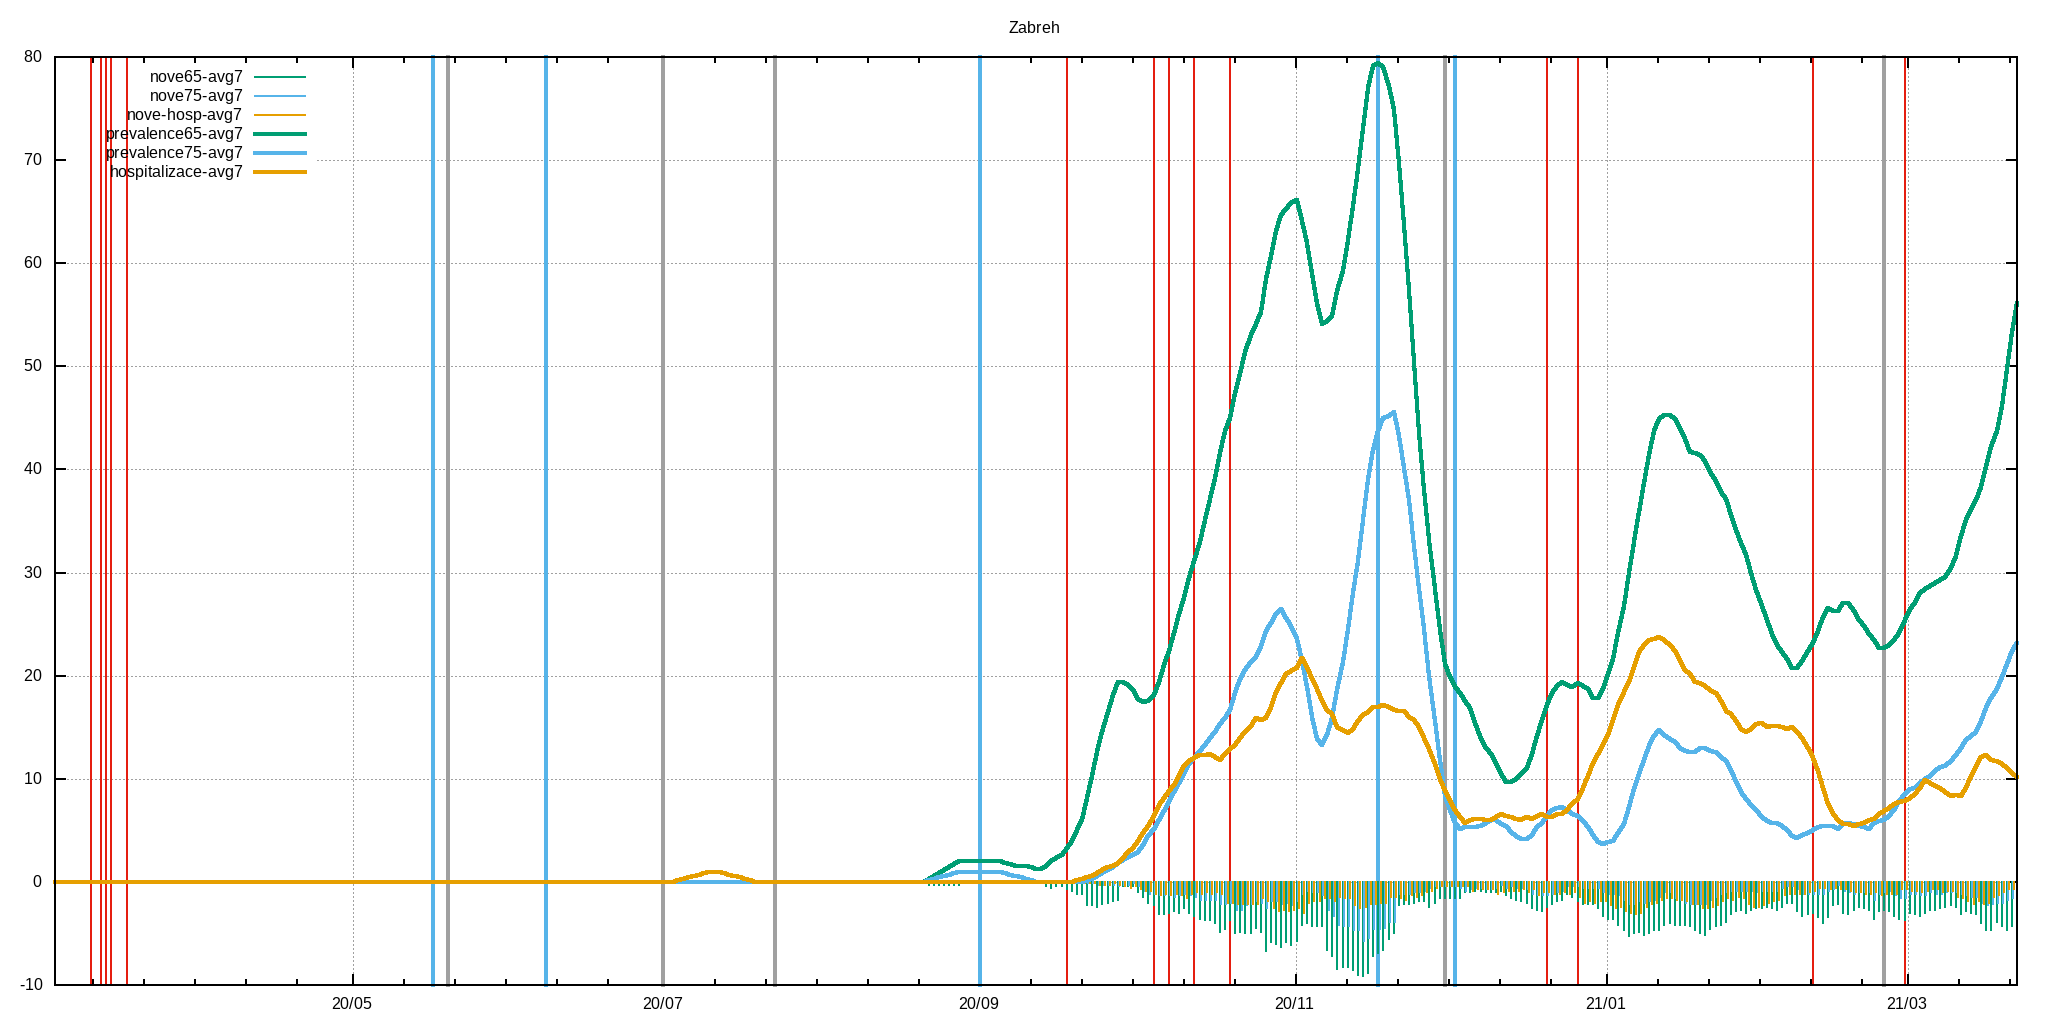 Zabreh
80
70
60
50
40
30
20
10
0
-10
nove65-avg7
nove75-avg7
nove-hosp-avg7
prevalence65-avg7
prevalence75-avg7
hospitalizace-avg7
20/05 20/07 20/09 20/11 21/01 21/03